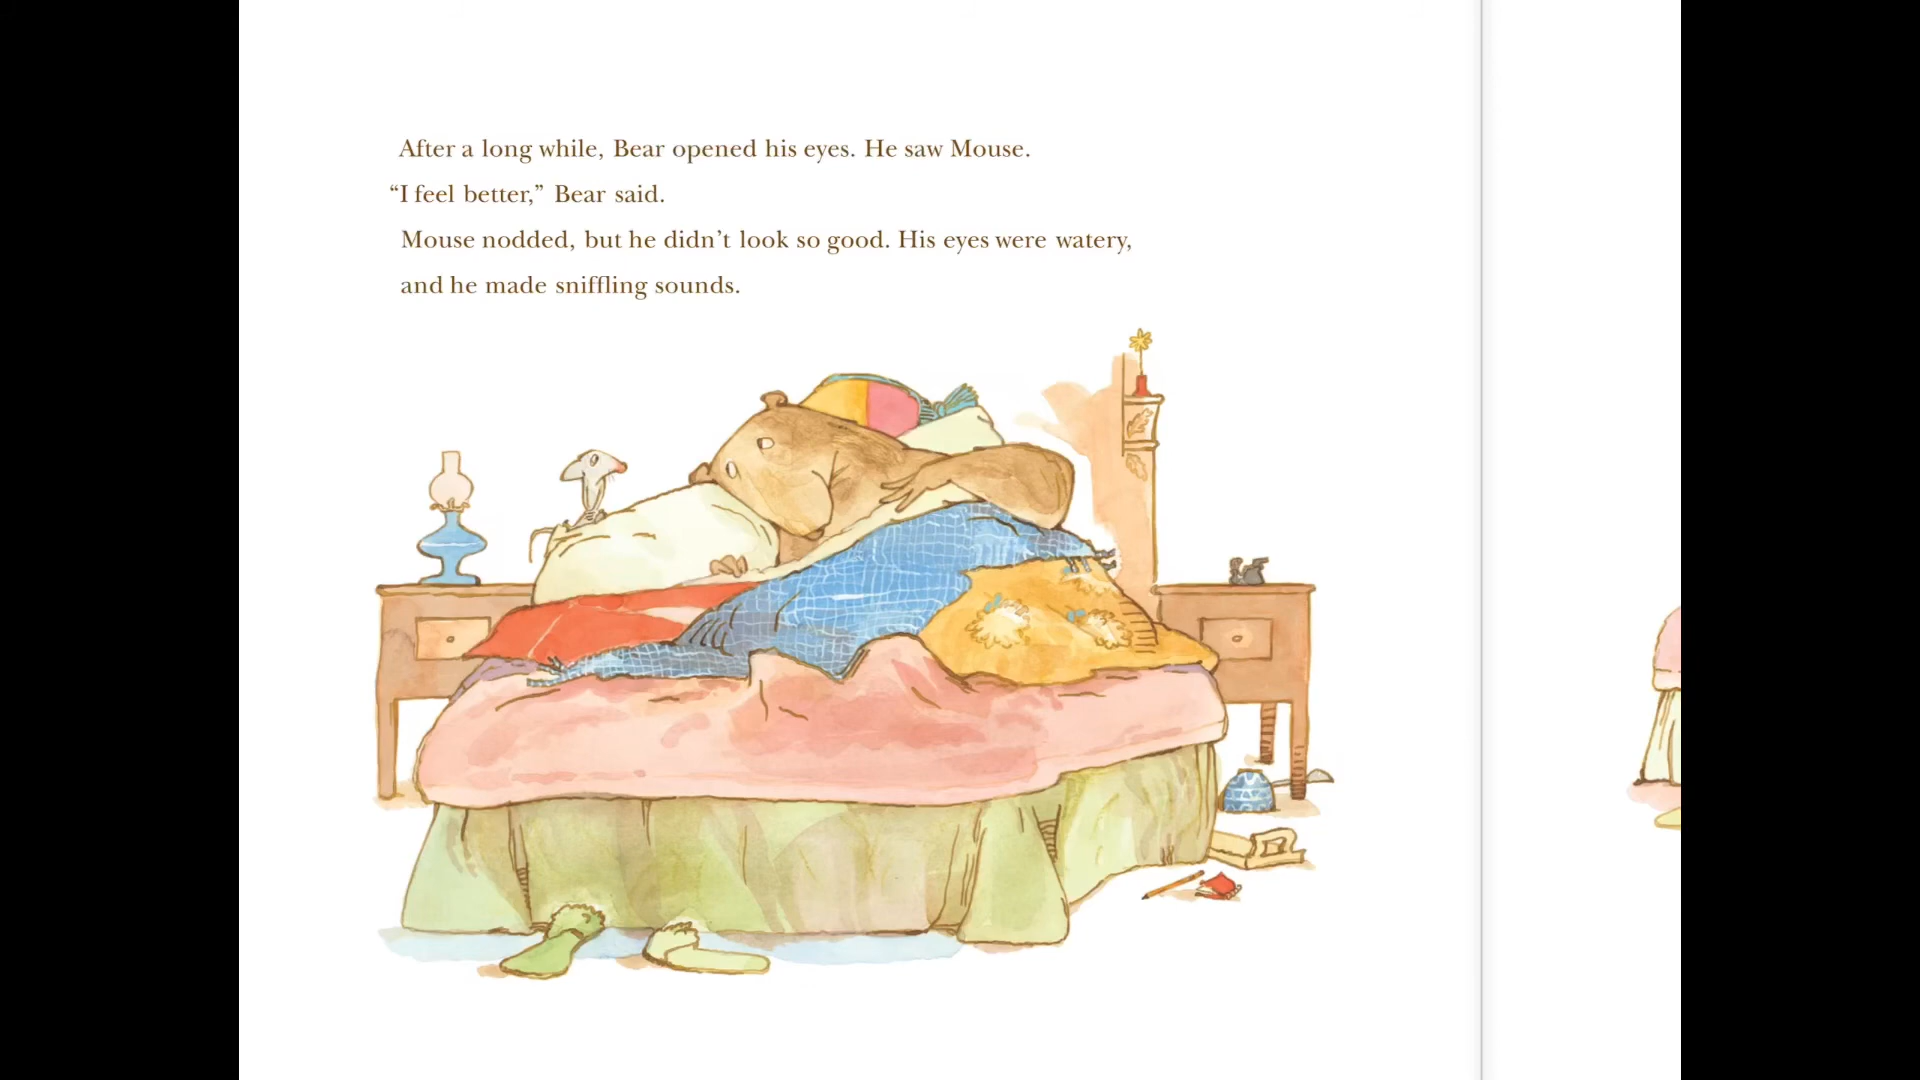 After a long while, Bear opened his eyes. He saw Mouse.
“I feel better,” Bear said.
Mouse nodded, but he didn’t look so good. His eyes were watery,
and he made sniffling sounds.